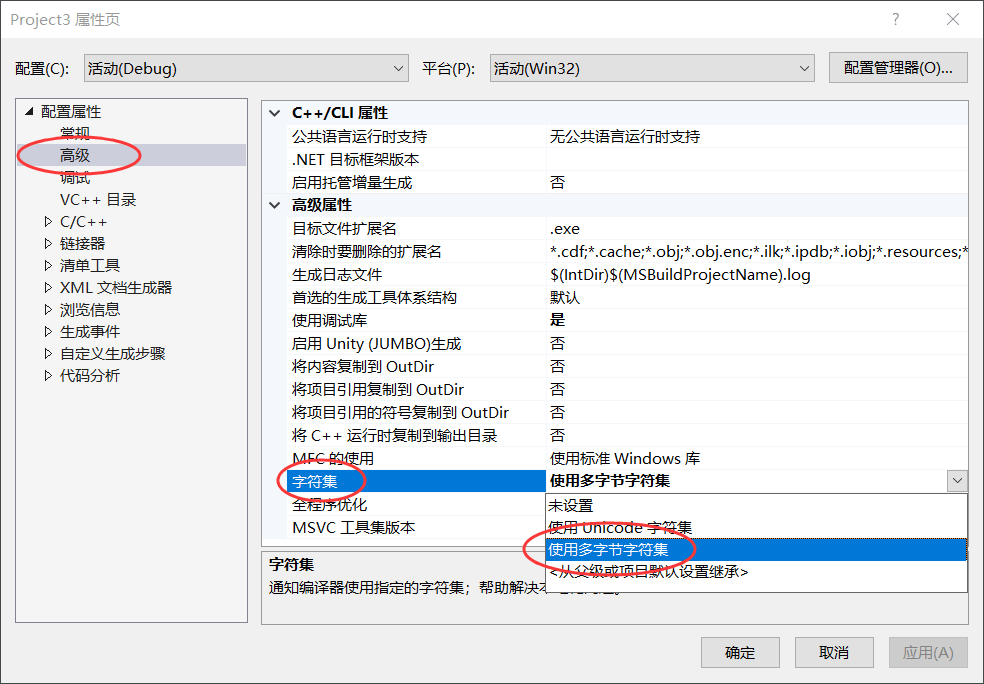 Project3 属性页
配置(C): 活动(Debug) 平台(P): 活动(Win32) 配置管理器(O)...
配置属性
常规
高级
调试
VC++ 目录
C/C++
链接器
清单工具
XML 文档生成器
浏览信息
生成事件
自定义生成步骤
代码分析
C++/CLI 属性
公共语言运行时支持 无公共语言运行时支持
.NET 目标框架版本
启用托管增量生成 否
高级属性
目标文件扩展名 .exe
清除时要删除的扩展名 *.cdf;*.cache;*.obj;*.obj.enc;*.ilk;*.ipdb;*.iobj;*.resources;*
生成日志文件 $(IntDir)$(MSBuildProjectName).log
首选的生成工具体系结构 默认
使用调试库 是
启用 Unity (JUMBO)生成 否
将内容复制到 OutDir 否
将项目引用复制到 OutDir 否
将项目引用的符号复制到 OutDir 否
将 C++ 运行时复制到输出目录 否
MFC 的使用 使用标准 Windows 库
字符集 使用多字节字符集
全程序优化
MSVC 工具集版本
未设置
使用 Unicode 字符集
使用多字节字符集
<从父级或项目默认设置继承>
字符集
通知编译器使用指定的字符集；帮助解决
确定 取消 应用(A)